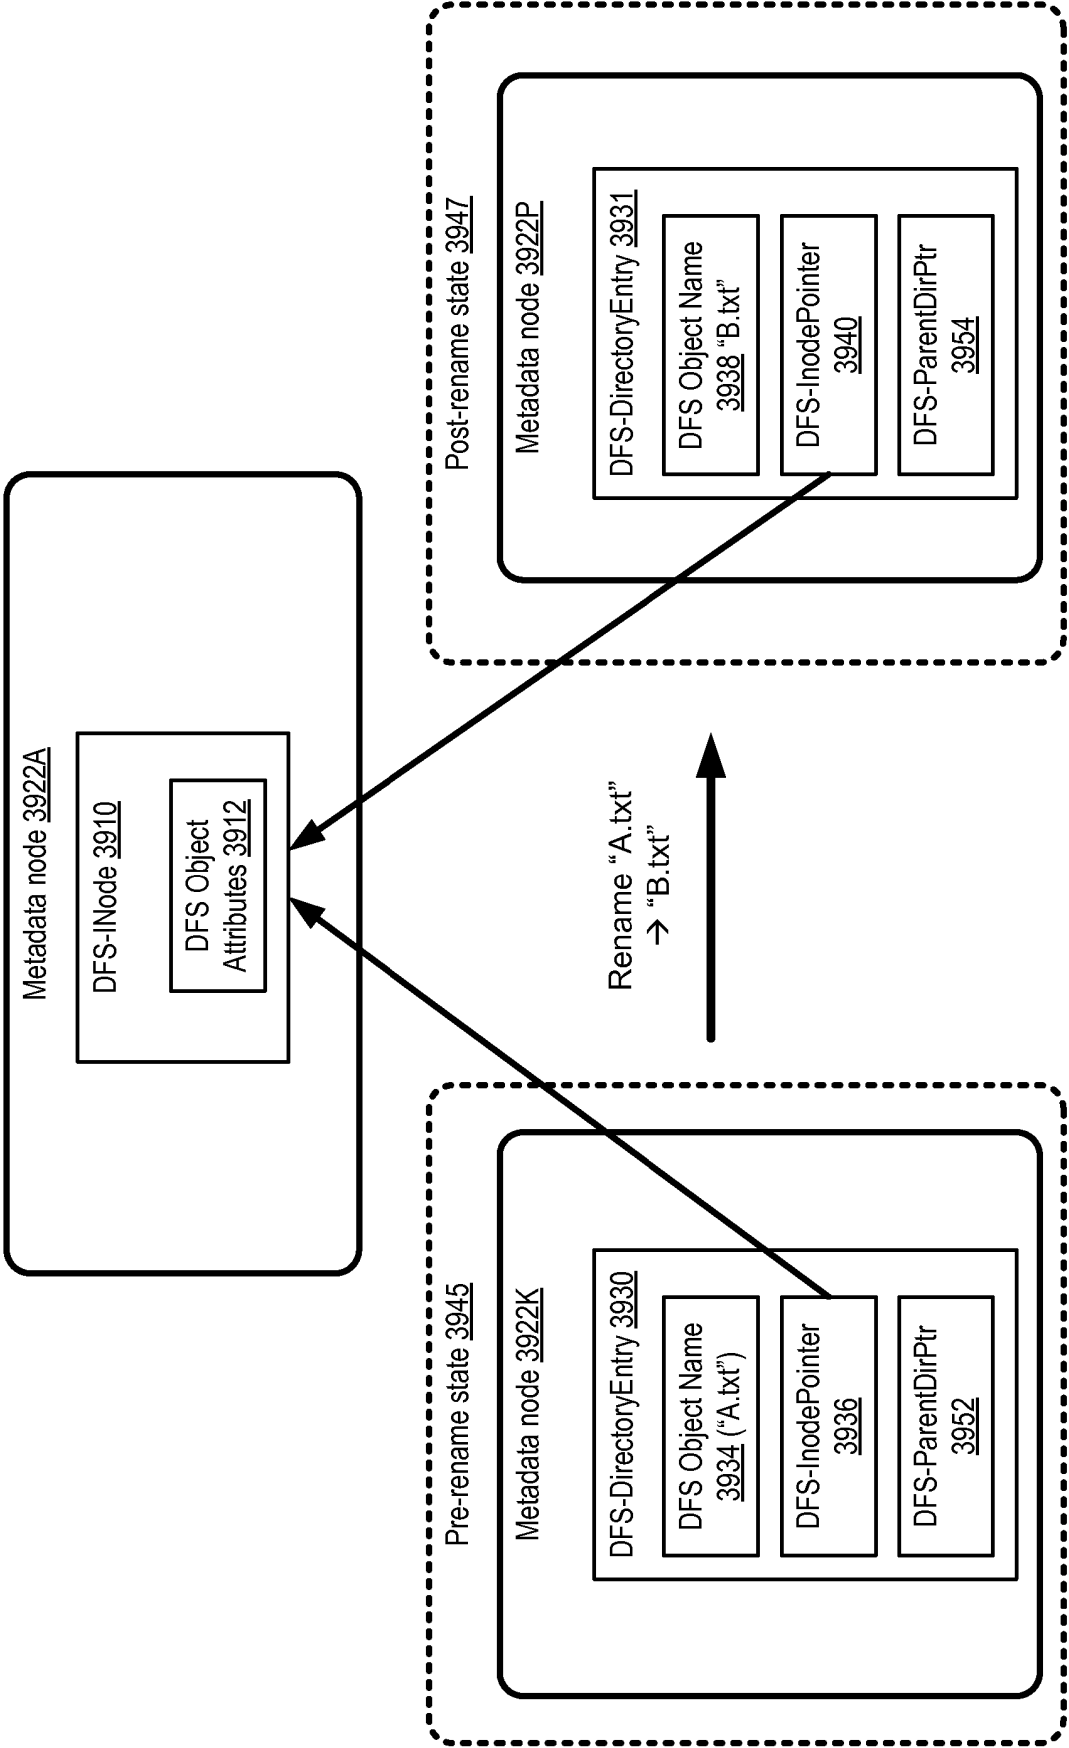 Metadata node 3922A
DFS-INode 3910
DFS Object
Attributes 3912
Pre-rename state 3945
Metadata node 3922K
DFS-DirectoryEntry 3930
DFS Object Name
3934 (“A.txt”)
DFS-InodePointer
3936
DFS-ParentDirPtr
3952
Rename “A.txt”
→ “B.txt”
Post-rename state 3947
Metadata node 3922P
DFS-DirectoryEntry 3931
DFS Object Name
3938 “B.txt”
DFS-InodePointer
3940
DFS-ParentDirPtr
3954